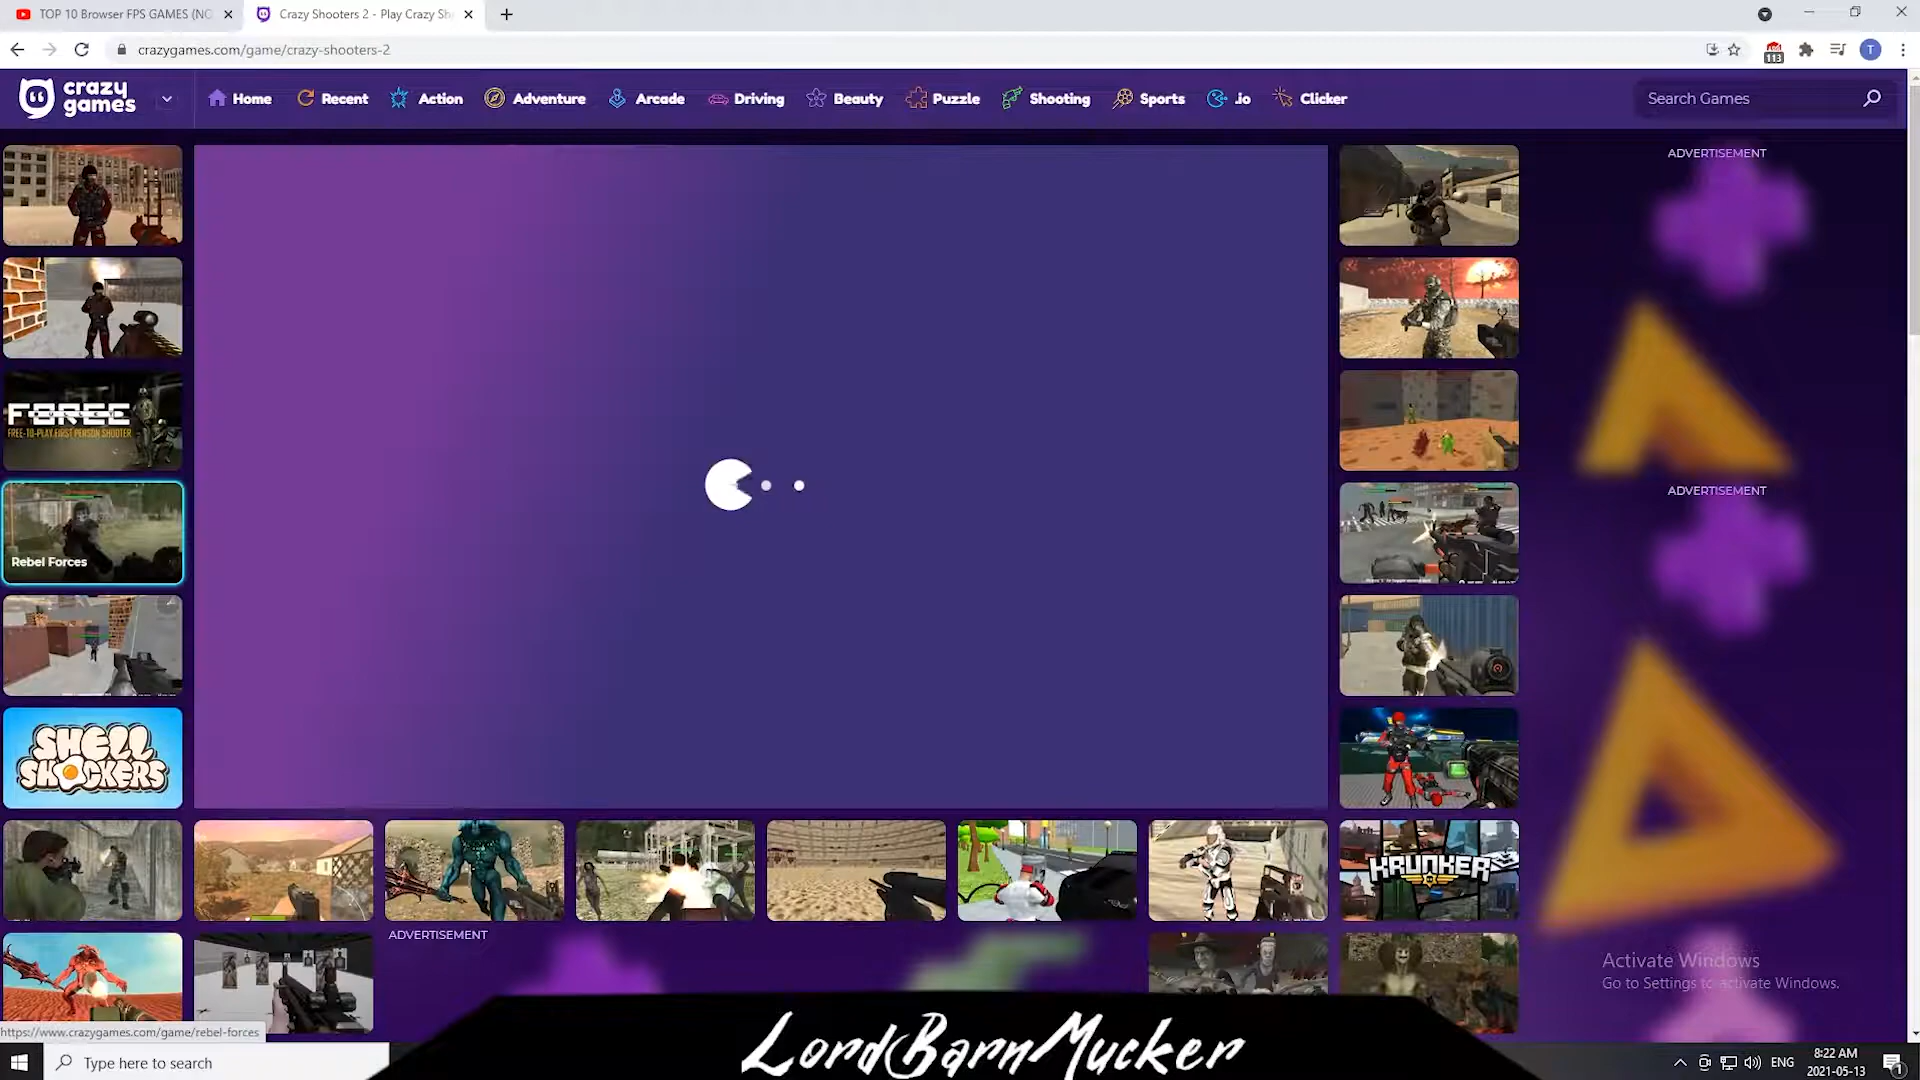 TOP 10 Browser FPS GAMES (NO
Crazy Shooters 2 - Play Crazy Sh
crazygames.com/game/crazy-shooters-2
113
T
crazy games
Home
Recent
Action
Adventure
Arcade
Driving
Beauty
Puzzle
Shooting
Sports
.io
Clicker
Search Games
ADVERTISEMENT
FORCE
FREE-TO-PLAY FIRST PERSON SHOOTER
Rebel Forces
ADVERTISEMENT
SHELL
SHOCKERS
KRUNKER
ADVERTISEMENT
Activate Windows
Go to Settings to activate Windows.
https://www.crazygames.com/game/rebel-forces
LordBarnMucker
Type here to search
ENG
8:22 AM
2021-05-13
1